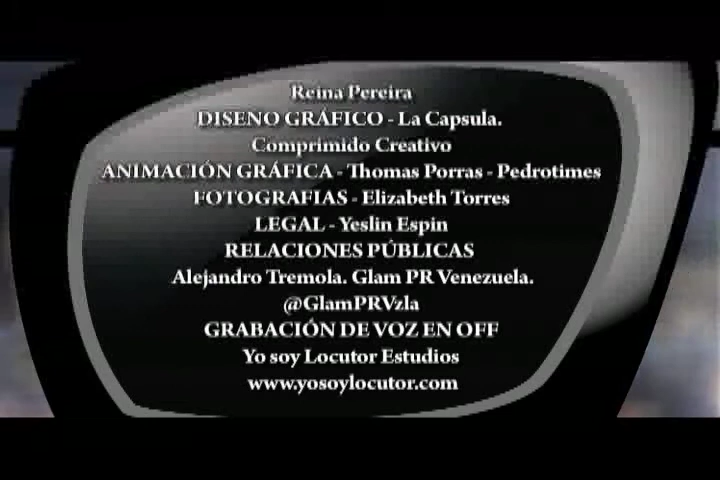 Reina Pereira
DISENO GRÁFICO - La Capsula.
Comprimido Creativo
ANIMACIÓN GRÁFICA - Thomas Porras - Pedrotimes
FOTOGRAFIAS - Elizabeth Torres
LEGAL - Yeslin Espin
RELACIONES PÚBLICAS
Alejandro Tremola. Glam PR Venezuela.
@GlamPRVzla
GRABACIÓN DE VOZ EN OFF
Yo soy Locutor Estudios
www.yosoylocutor.com